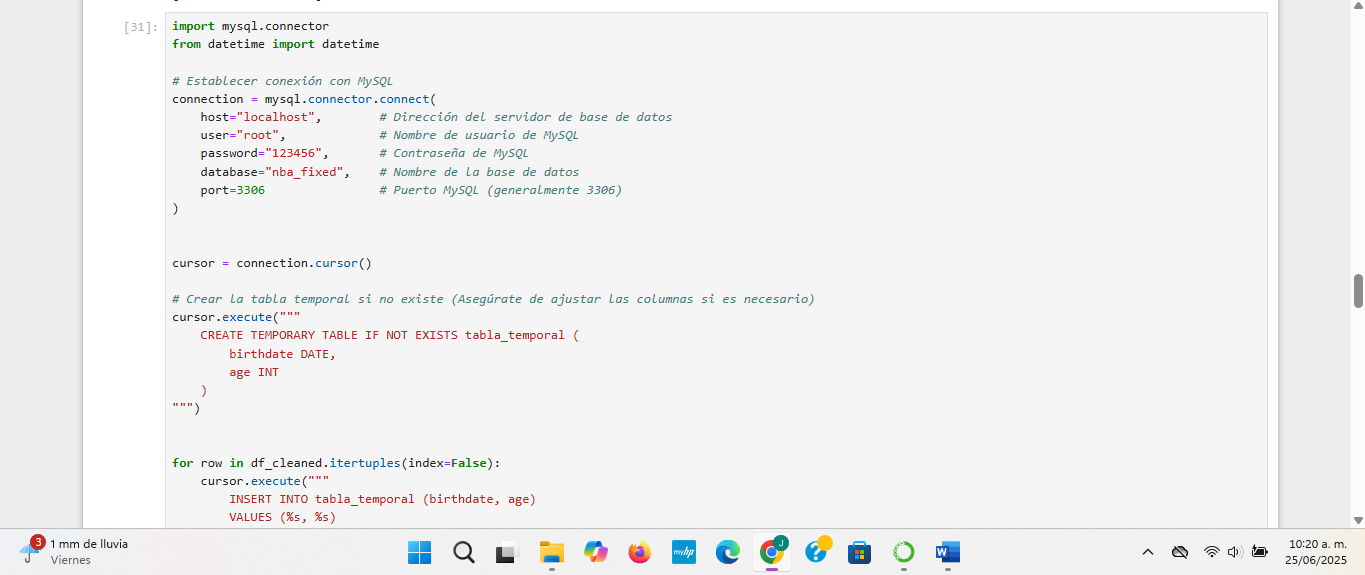 [31]:
import mysql.connector
from datetime import datetime
# Establecer conexión con MySQL
connection = mysql.connector.connect(
host="localhost",        # Dirección del servidor de base de datos
user="root",             # Nombre de usuario de MySQL
password="123456",       # Contraseña de MySQL
database="nba_fixed",    # Nombre de la base de datos
port=3306                # Puerto MySQL (generalmente 3306)
)
cursor = connection.cursor()
# Crear la tabla temporal si no existe (Asegúrate de ajustar las columnas si es necesario)
cursor.execute("""
CREATE TEMPORARY TABLE IF NOT EXISTS tabla_temporal (
birthdate DATE,
age INT
)
""")
for row in df_cleaned.itertuples(index=False):
cursor.execute("""
INSERT INTO tabla_temporal (birthdate, age)
VALUES (%s, %s)
3
1 mm de lluvia
Viernes
myhp
J
?
W
10:20 a. m.
25/06/2025